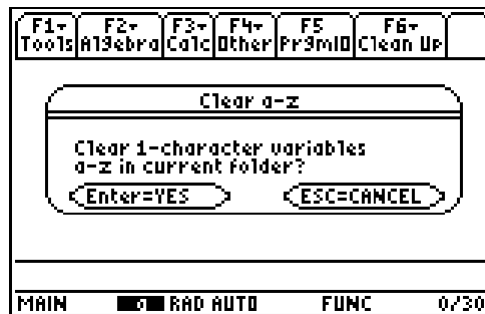 F1▾ F2▾ F3▾ F4▾ F5 F6▾
Tools Algebra Calc Other PrgmIO Clean Up
Clear a-z
Clear 1-character variables
a-z in current folder?
Enter=YES ESC=CANCEL
MAIN RAD AUTO FUNC 0/30